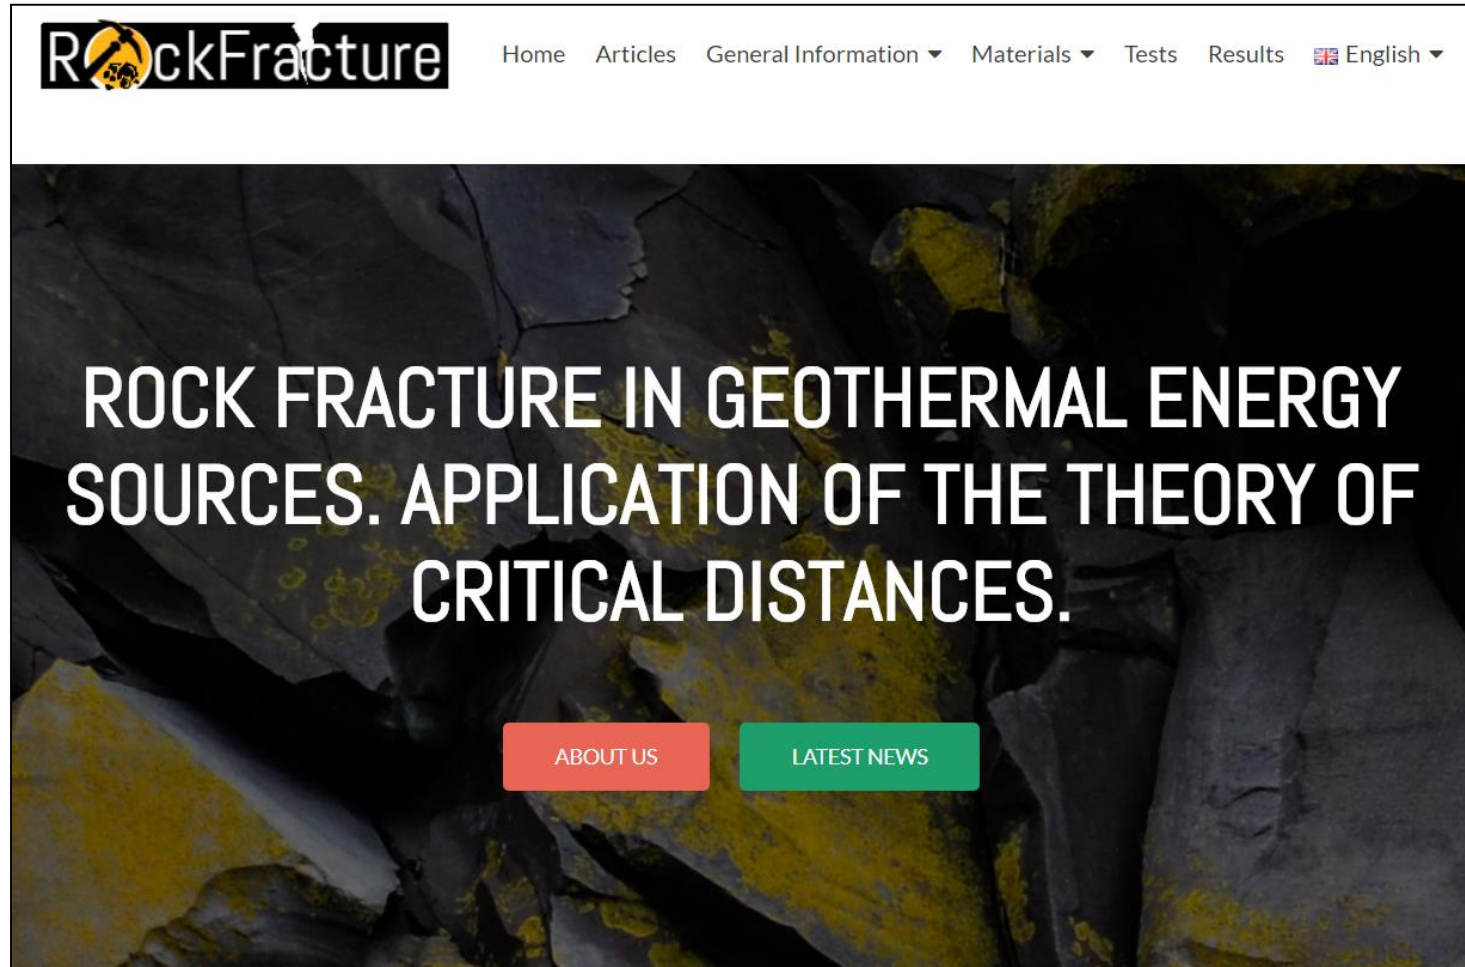 RockFracture
Home Articles General Information Materials Tests Results English
ROCK FRACTURE IN GEOTHERMAL ENERGY
SOURCES. APPLICATION OF THE THEORY OF
CRITICAL DISTANCES.
ABOUT US LATEST NEWS